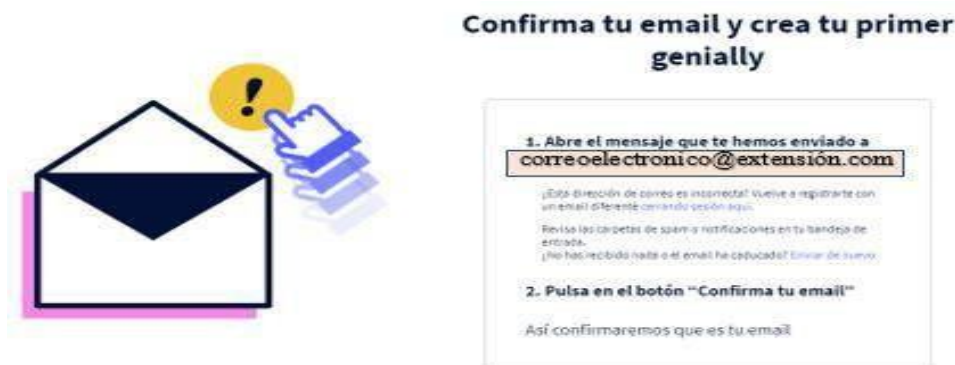 Confirma tu email y crea tu primer
genially
1. Abre el mensaje que te hemos enviado a
correoelectronico@extensión.com
¿Esta dirección de correo es incorrecta? Vuelve a registrarte con
un email diferente cerrando sesión aquí.
Revisa las carpetas de spam o notificaciones en tu bandeja de
entrada.
¿No has recibido nada o el email ha caducado? Enviar de nuevo
2. Pulsa en el botón "Confirma tu email"
Así confirmaremos que es tu email